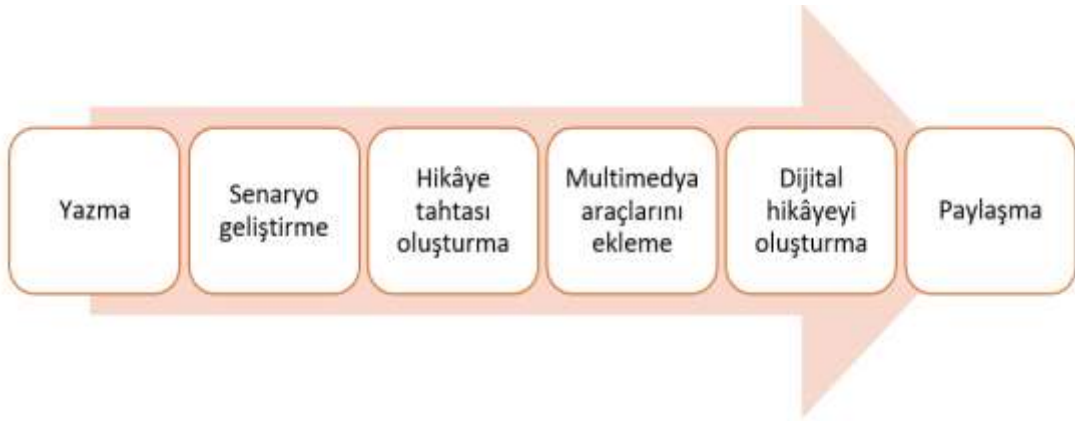 Yazma
Senaryo
geliştirme
Hikâye
tahtası
oluşturma
Multimedya
araçlarını
ekleme
Dijital
hikâyeyi
oluşturma
Paylaşma